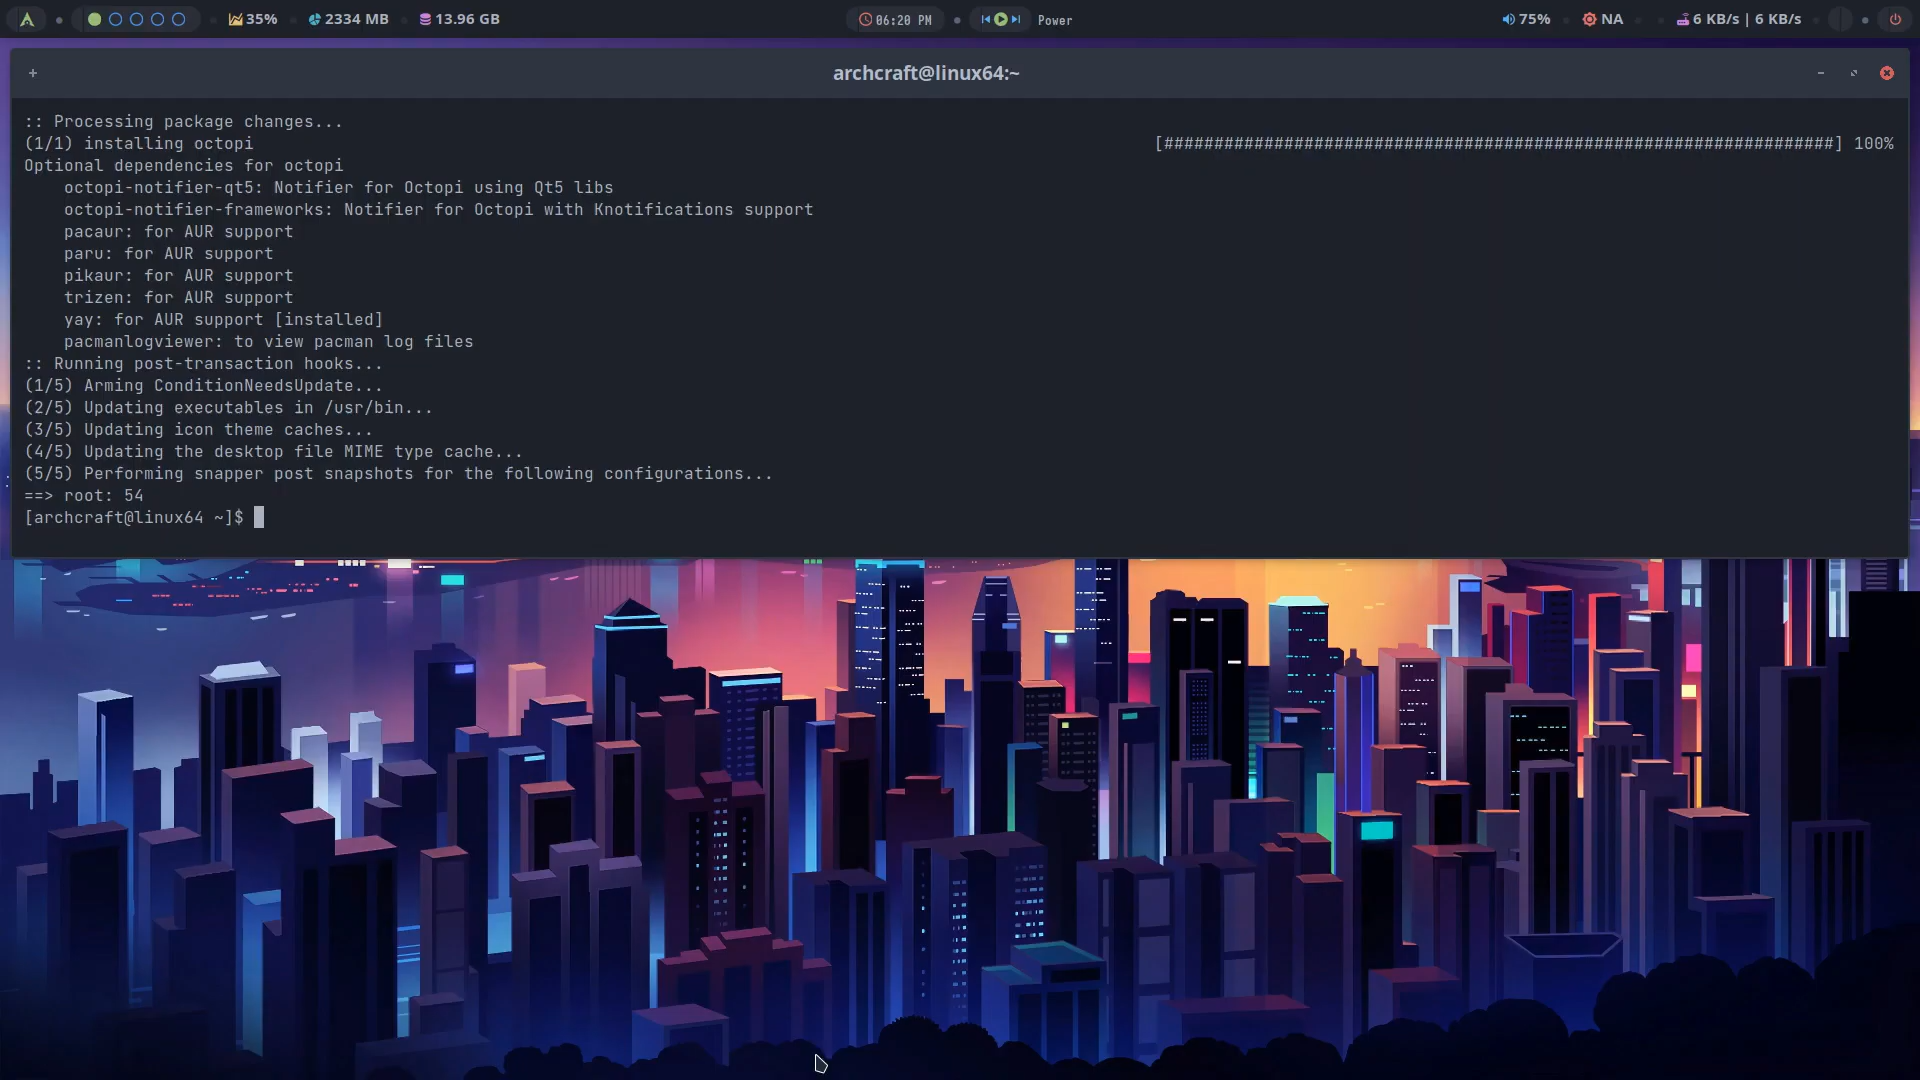 35% 2334 MB 13.96 GB 06:20 PM Power 75% NA 6 KB/s | 6 KB/s
+ archcraft@linux64:~
:: Processing package changes...
(1/1) installing octopi [###################################################################] 100%
Optional dependencies for octopi
octopi-notifier-qt5: Notifier for Octopi using Qt5 libs
octopi-notifier-frameworks: Notifier for Octopi with Knotifications support
pacaur: for AUR support
paru: for AUR support
pikaur: for AUR support
trizen: for AUR support
yay: for AUR support [installed]
pacmanlogviewer: to view pacman log files
:: Running post-transaction hooks...
(1/5) Arming ConditionNeedsUpdate...
(2/5) Updating executables in /usr/bin...
(3/5) Updating icon theme caches...
(4/5) Updating the desktop file MIME type cache...
(5/5) Performing snapper post snapshots for the following configurations...
==> root: 54
[archcraft@linux64 ~]$